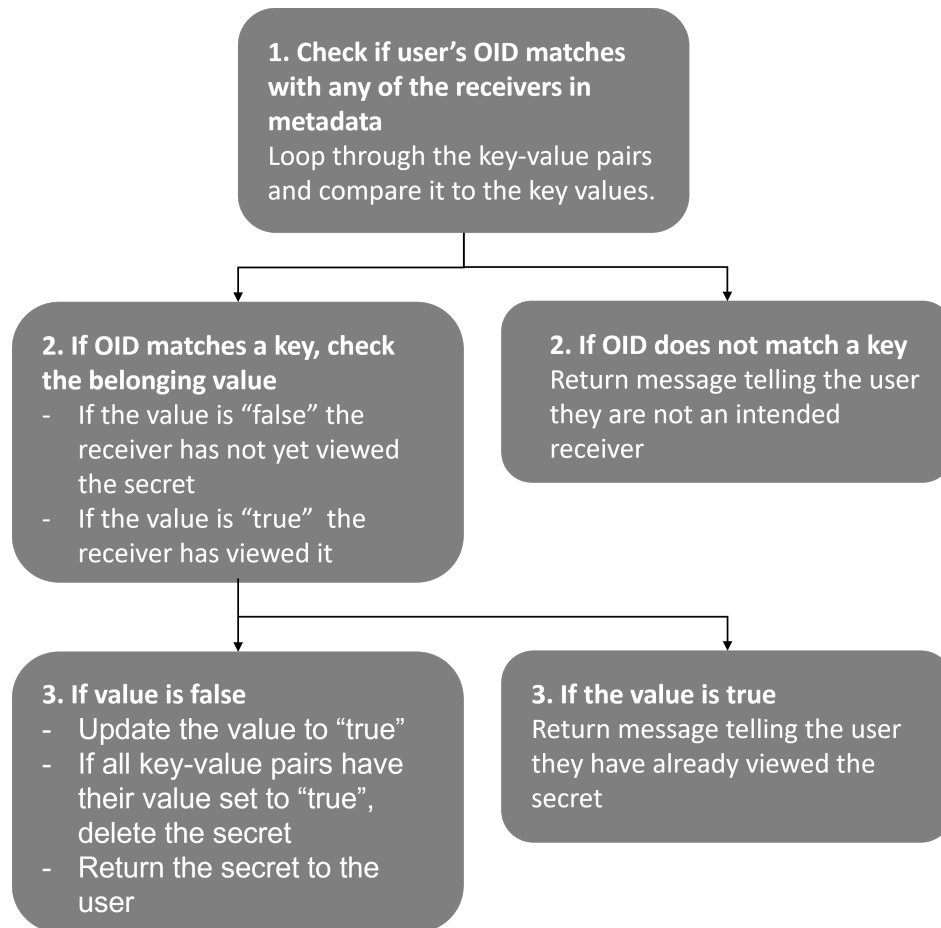 1. Check if user’s OID matches
with any of the receivers in
metadata
Loop through the key-value pairs
and compare it to the key values.
2. If OID matches a key, check
the belonging value
- If the value is “false” the
receiver has not yet viewed
the secret
- If the value is “true”  the
receiver has viewed it
2. If OID does not match a key
Return message telling the user
they are not an intended
receiver
3. If value is false
- Update the value to “true”
- If all key-value pairs have
their value set to “true”,
delete the secret
- Return the secret to the
user
3. If the value is true
Return message telling the user
they have already viewed the
secret